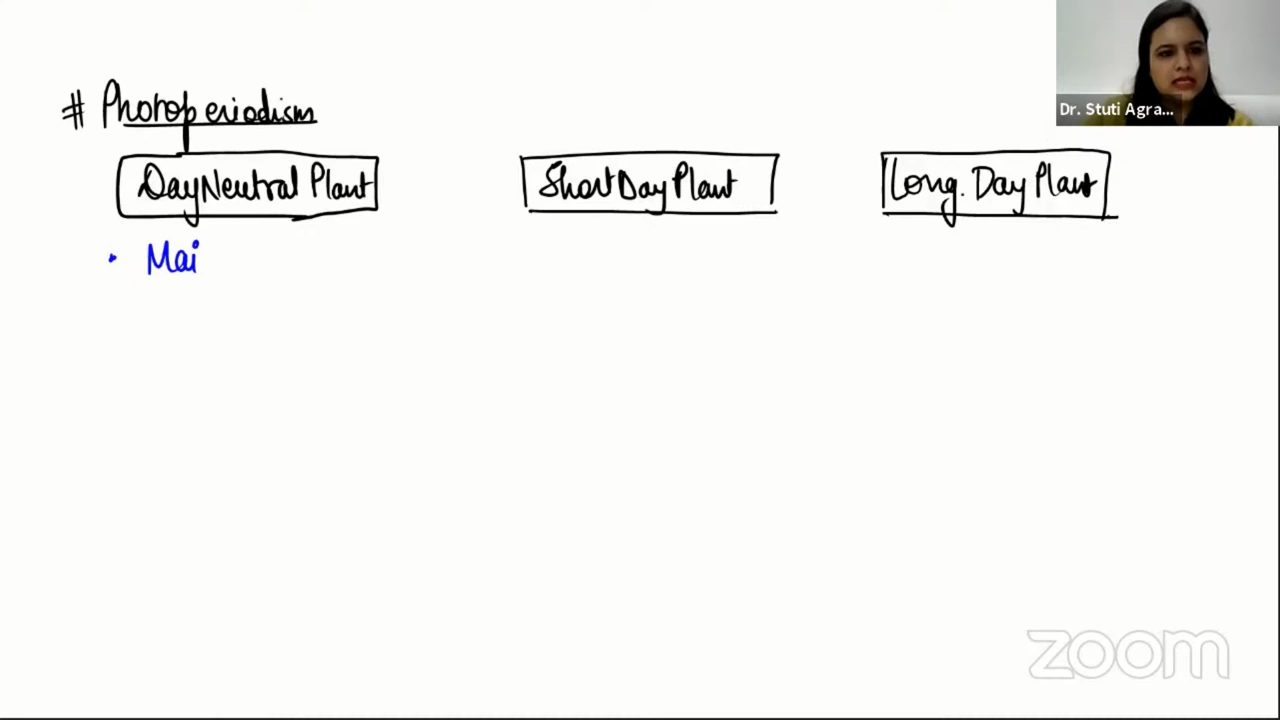 # Photoperiodism
Day Neutral Plant
Short Day Plant
Long. Day Plant
• Mai
Dr. Stuti Agra...
zoom